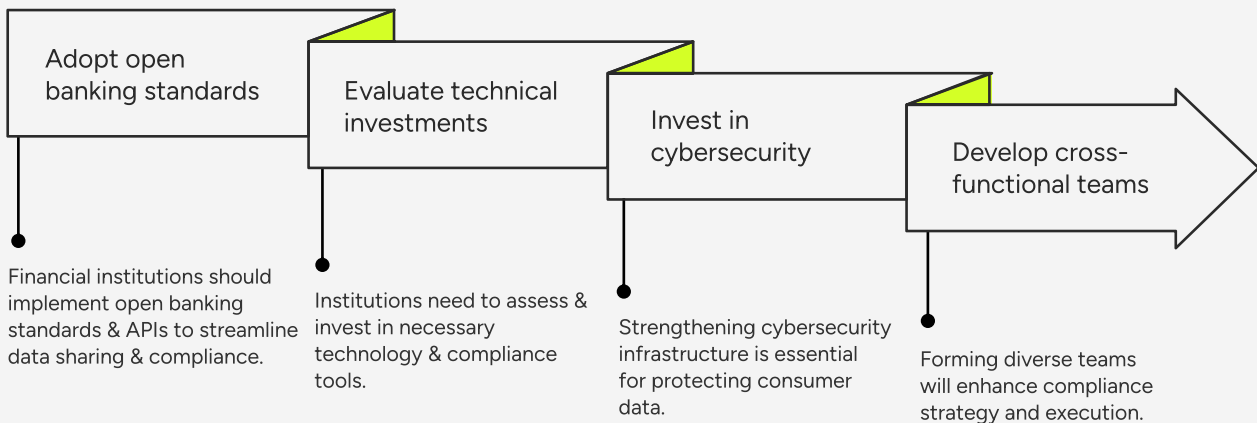 Adopt open
banking standards
Financial institutions should
implement open banking
standards & APIs to streamline
data sharing & compliance.
Evaluate technical
investments
Institutions need to assess &
invest in necessary
technology & compliance
tools.
Invest in
cybersecurity
Strengthening cybersecurity
infrastructure is essential
for protecting consumer
data.
Develop cross-
functional teams
Forming diverse teams
will enhance compliance
strategy and execution.